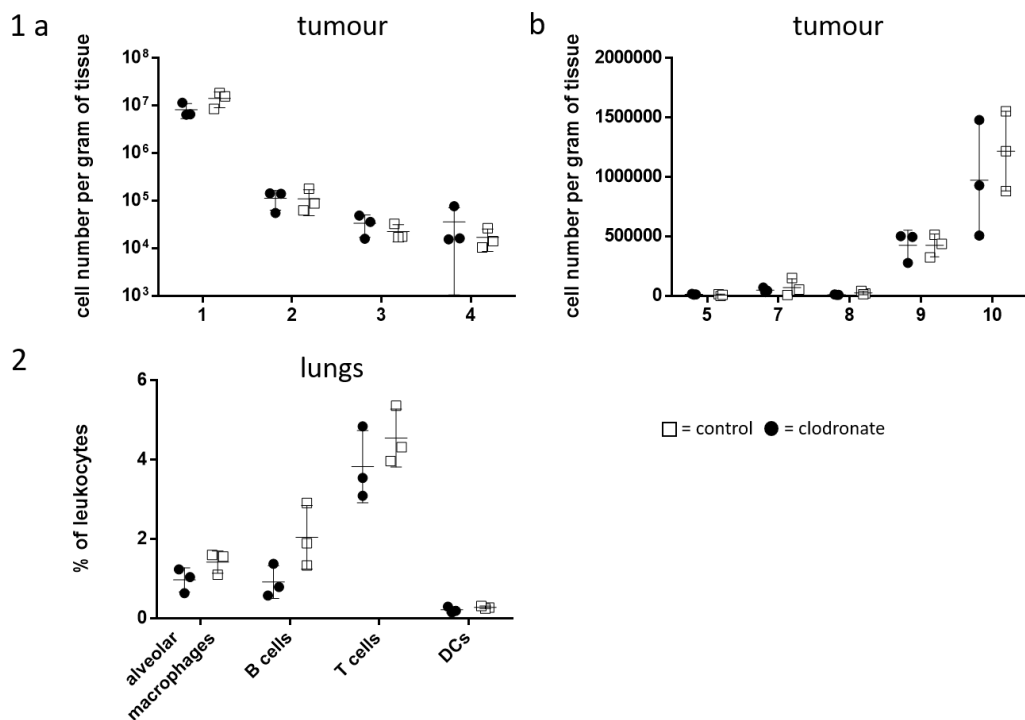 1 a
tumour
cell number per gram of tissue
10⁸
10⁷
10⁶
10⁵
10⁴
10³
1 2 3 4
b
tumour
cell number per gram of tissue
2000000
1500000
1000000
500000
0
5 7 8 9 10
2
lungs
% of leukocytes
6
4
2
0
alveolar
macrophages
B cells
T cells
DCs
= control = clodronate